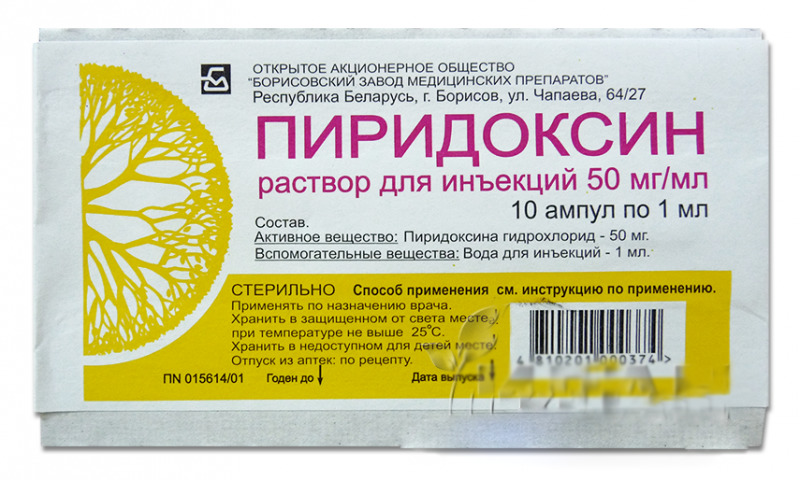 ОТКРЫТОЕ АКЦИОНЕРНОЕ ОБЩЕСТВО
"БОРИСОВСКИЙ ЗАВОД МЕДИЦИНСКИХ ПРЕПАРАТОВ"
Республика Беларусь, г. Борисов, ул. Чапаева, 64/27
ПИРИДОКСИН
раствор для инъекций 50 мг/мл
10 ампул по 1 мл
Состав.
Активное вещество: Пиридоксина гидрохлорид - 50 мг.
Вспомогательные вещества: Вода для инъекций - 1 мл.
СТЕРИЛЬНО Способ применения см. инструкцию по применению.
Применять по назначению врача.
Хранить в защищенном от света месте,
при температуре не выше 25°С.
Хранить в недоступном для детей месте.
Отпуск из аптек: по рецепту.
4 810201 000374 >
ПN 015614/01 Годен до Дата выпуска